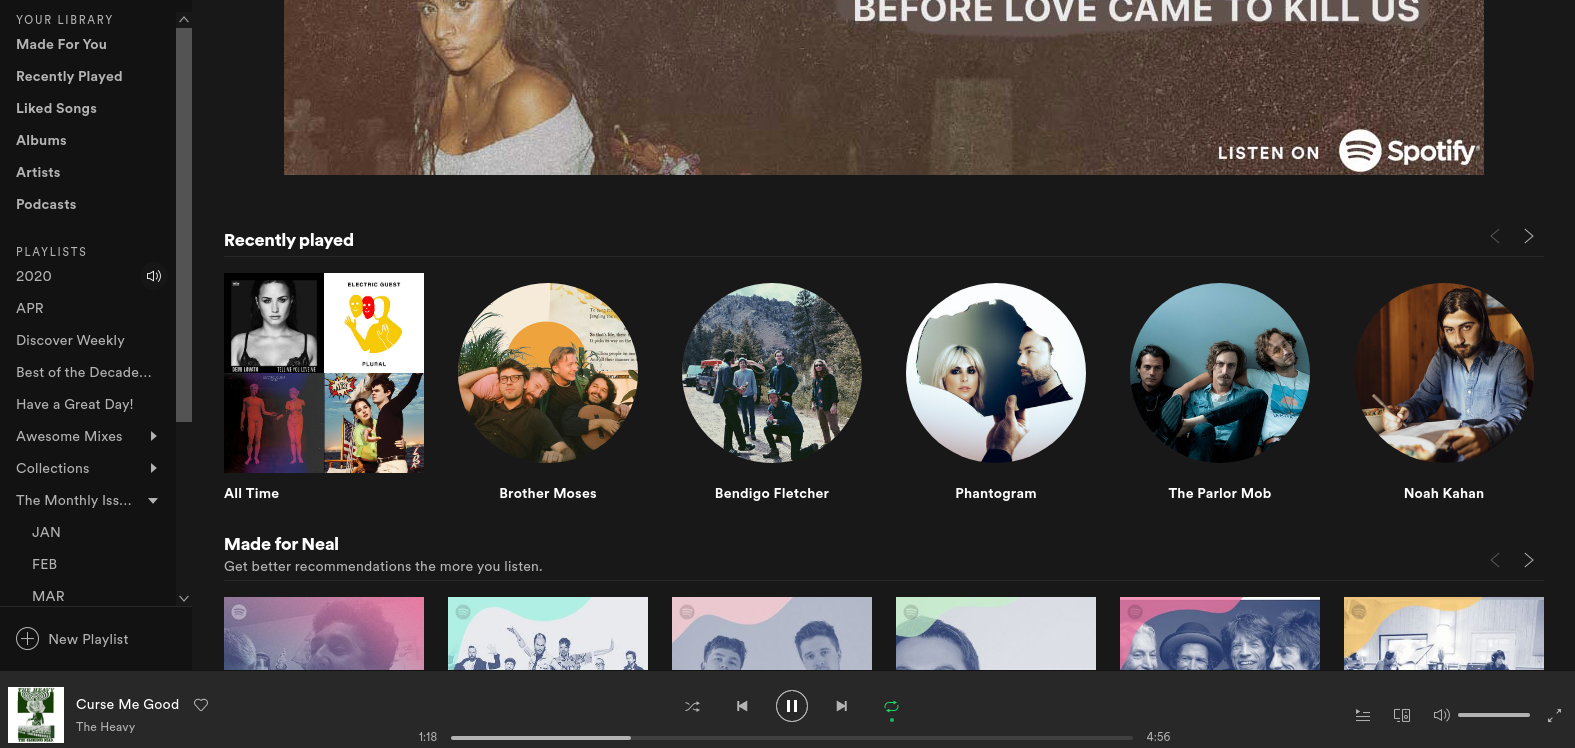 YOUR LIBRARY
Made For You
Recently Played
Liked Songs
Albums
Artists
Podcasts
PLAYLISTS
2020
APR
Discover Weekly
Best of the Decade...
Have a Great Day!
Awesome Mixes
Collections
The Monthly Iss...
JAN
FEB
MAR
New Playlist
BEFORE LOVE CAME TO KILL US
LISTEN ON Spotify
Recently played
DEMI LOVATO TELL ME YOU LOVE ME
ELECTRIC GUEST
PLURAL
All Time
Brother Moses
Bendigo Fletcher
Phantogram
The Parlor Mob
Noah Kahan
Made for Neal
Get better recommendations the more you listen.
THE HEAVY
Curse Me Good
The Heavy
1:18
4:56